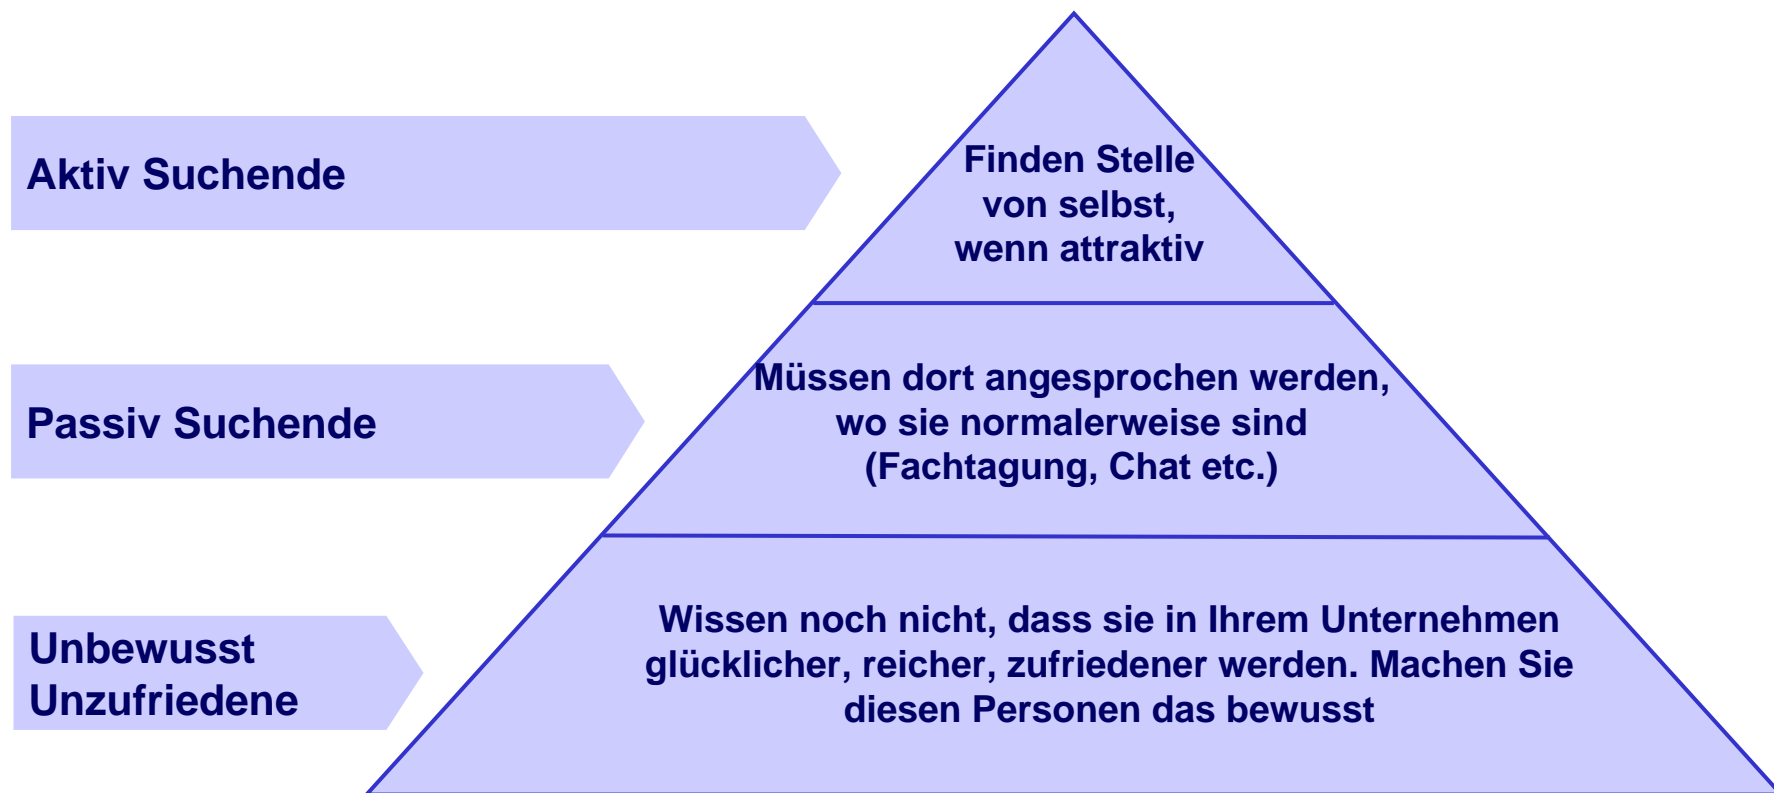 Aktiv Suchende
Finden Stelle
von selbst,
wenn attraktiv
Passiv Suchende
Müssen dort angesprochen werden,
wo sie normalerweise sind
(Fachtagung, Chat etc.)
Unbewusst
Unzufriedene
Wissen noch nicht, dass sie in Ihrem Unternehmen
glücklicher, reicher, zufriedener werden. Machen Sie
diesen Personen das bewusst